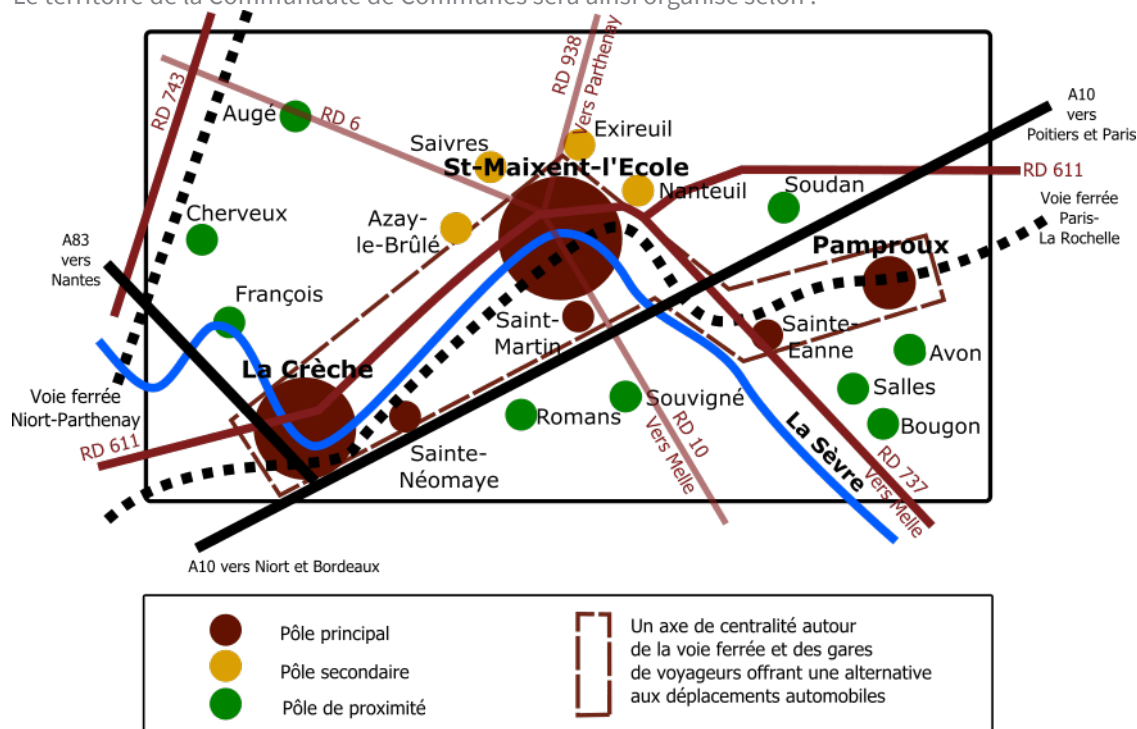 Le territoire de la Communauté de Communes sera ainsi organisé selon :
RD 743
RD 938
Vers Parthenay
Augé
RD 6
Exireuil
A10
vers
Poitiers et Paris
Saivres
St-Maixent-l'Ecole
RD 611
Nanteuil
Soudan
Cherveux
Azay-
le-Brûlé
Voie ferrée
Paris-
La Rochelle
A83
vers
Nantes
Pamproux
François
Saint-
Martin
Sainte-
Eanne
Avon
La Crèche
Salles
Voie ferrée
Niort-Parthenay
Souvigné
Romans
Bougon
RD 611
Sainte-
Néomaye
RD 10
Vers Melle
La Sèvre
RD 737
Vers Melle
A10 vers Niort et Bordeaux
Pôle principal
Pôle secondaire
Pôle de proximité
Un axe de centralité autour
de la voie ferrée et des gares
de voyageurs offrant une alternative
aux déplacements automobiles